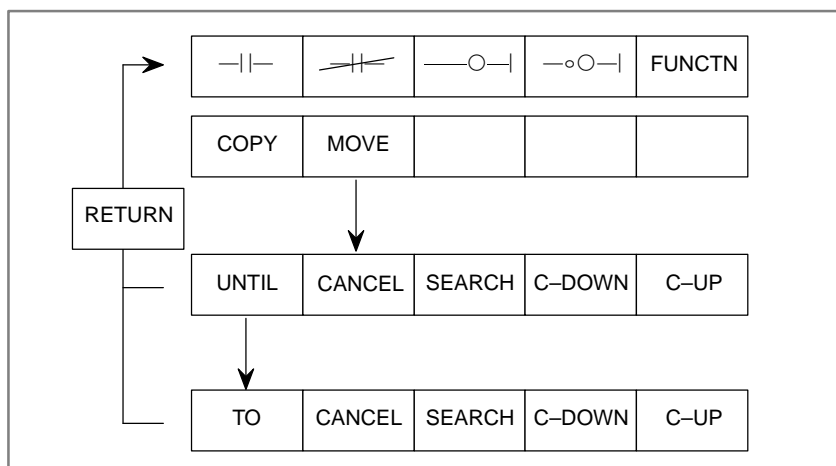 FUNCTN
COPY MOVE
RETURN
UNTIL CANCEL SEARCH C–DOWN C–UP
TO CANCEL SEARCH C–DOWN C–UP